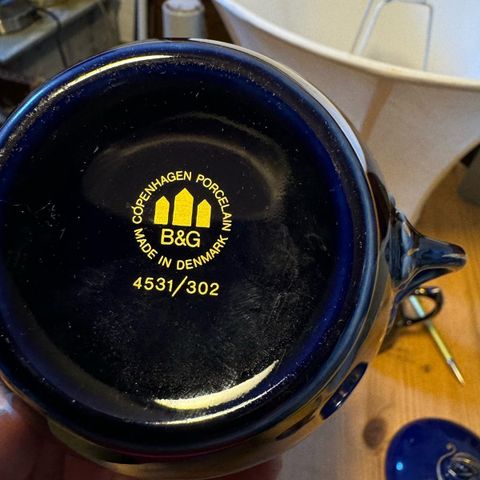 COPENHAGEN PORCELAIN
B&G
MADE IN DENMARK
4531/302